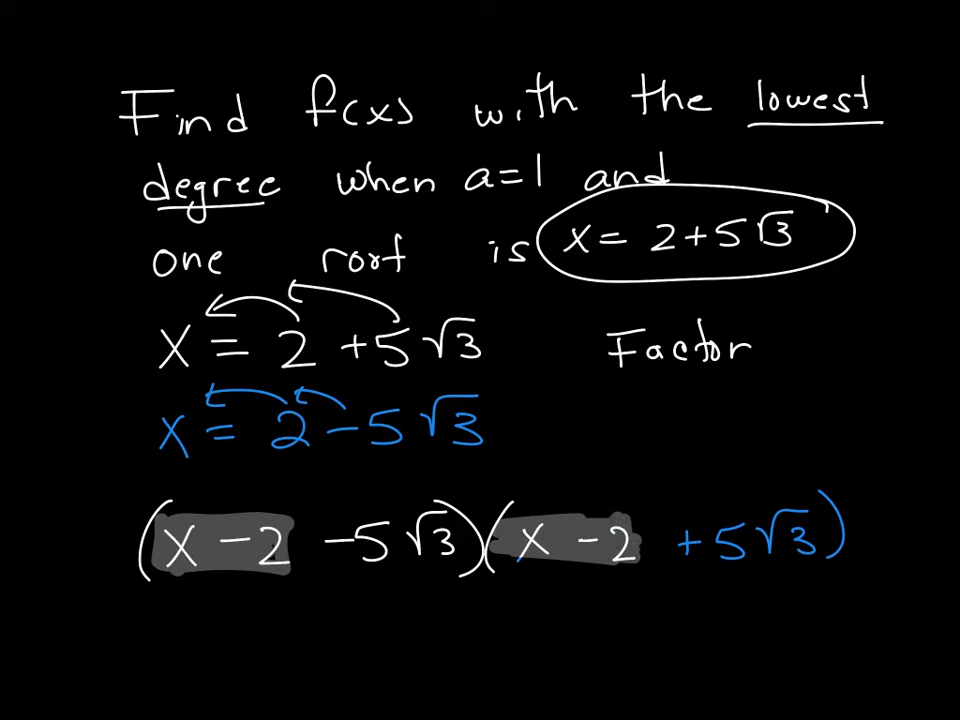 Find f(x) with the lowest
degree when a=1 and
one root is x = 2+5√3
x = 2 +5√3 Factor
x = 2 -5√3
(x -2 -5√3)(x -2 +5√3)